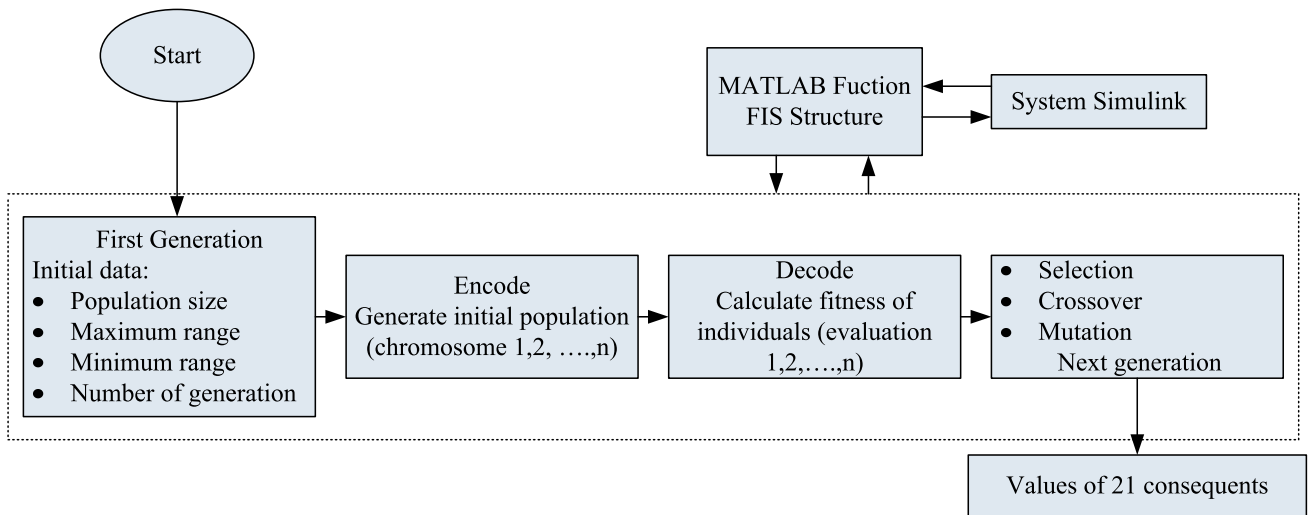 Start
MATLAB Fuction
FIS Structure
System Simulink
First Generation
Initial data:
• Population size
• Maximum range
• Minimum range
• Number of generation
Encode
Generate initial population
(chromosome 1,2, ….,n)
Decode
Calculate fitness of
individuals (evaluation
1,2,….,n)
• Selection
• Crossover
• Mutation
Next generation
Values of 21 consequents